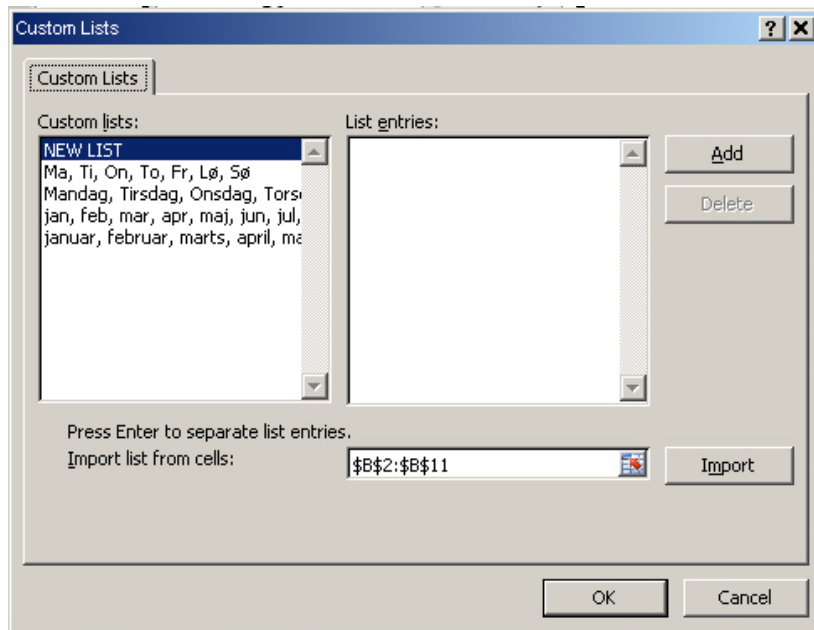 Custom Lists
Custom Lists
Custom lists:
List entries:
NEW LIST
Ma, Ti, On, To, Fr, Lø, Sø
Mandag, Tirsdag, Onsdag, Tors
jan, feb, mar, apr, maj, jun, jul,
januar, februar, marts, april, ma
Add
Delete
Press Enter to separate list entries.
Import list from cells:
$B$2:$B$11
Import
OK
Cancel